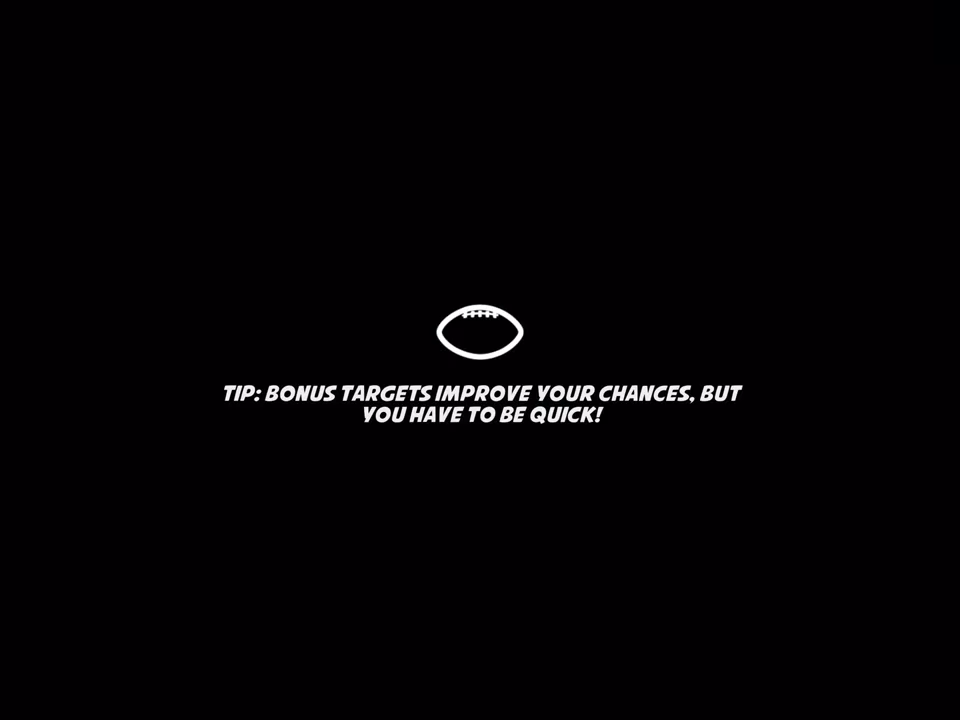 TIP: BONUS TARGETS IMPROVE YOUR CHANCES, BUT
YOU HAVE TO BE QUICK!